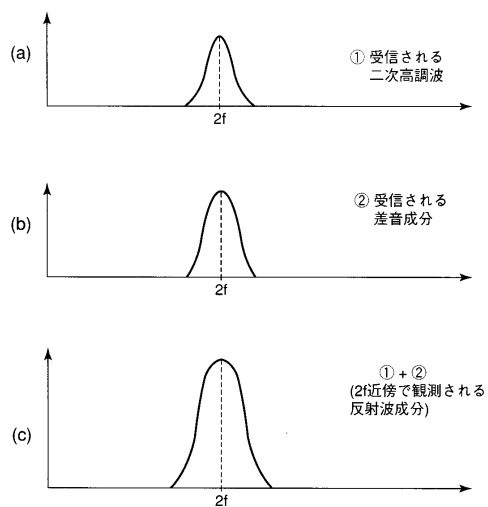 (a)
① 受信される
二次高調波
2f
(b)
② 受信される
差音成分
2f
(c)
① + ②
(2f近傍で観測される
反射波成分)
2f